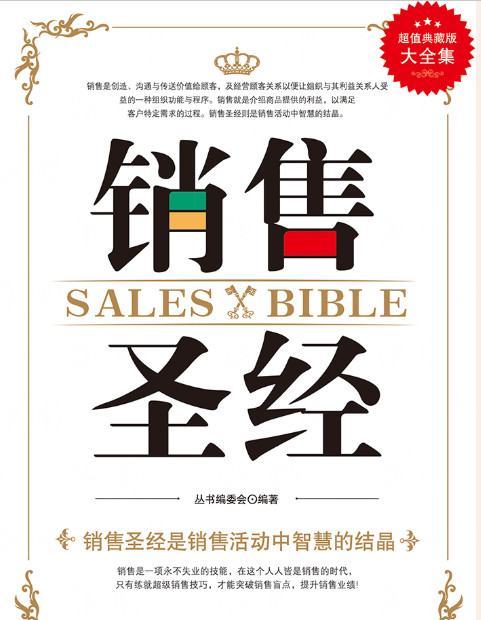 超值典藏版
大全集
销售是创造、沟通与传送价值给顾客，及经营顾客关系以便让组织与其利益关系人受
益的一种组织功能与程序。销售就是介绍商品提供的利益，以满足
客户特定需求的过程。销售圣经则是销售活动中智慧的结晶。
销售
SALES BIBLE
圣经
丛书编委会⊙编著
销售圣经是销售活动中智慧的结晶
销售是一项永不失业的技能，在这个人人皆是销售的时代，
只有练就超级销售技巧，才能突破销售盲点，提升销售业绩!